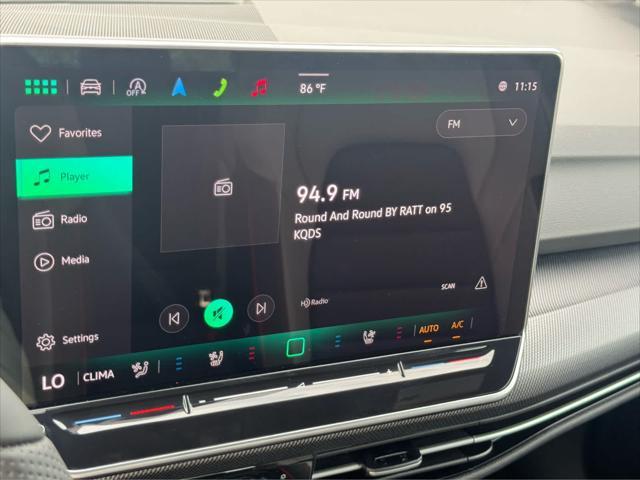 OFF
86 °F
11:15
Favorites
FM
Player
94.9 FM
Radio
Round And Round BY RATT on 95
KQDS
Media
SCAN
HD Radio
Settings
AUTO A/C
LO CLIMA